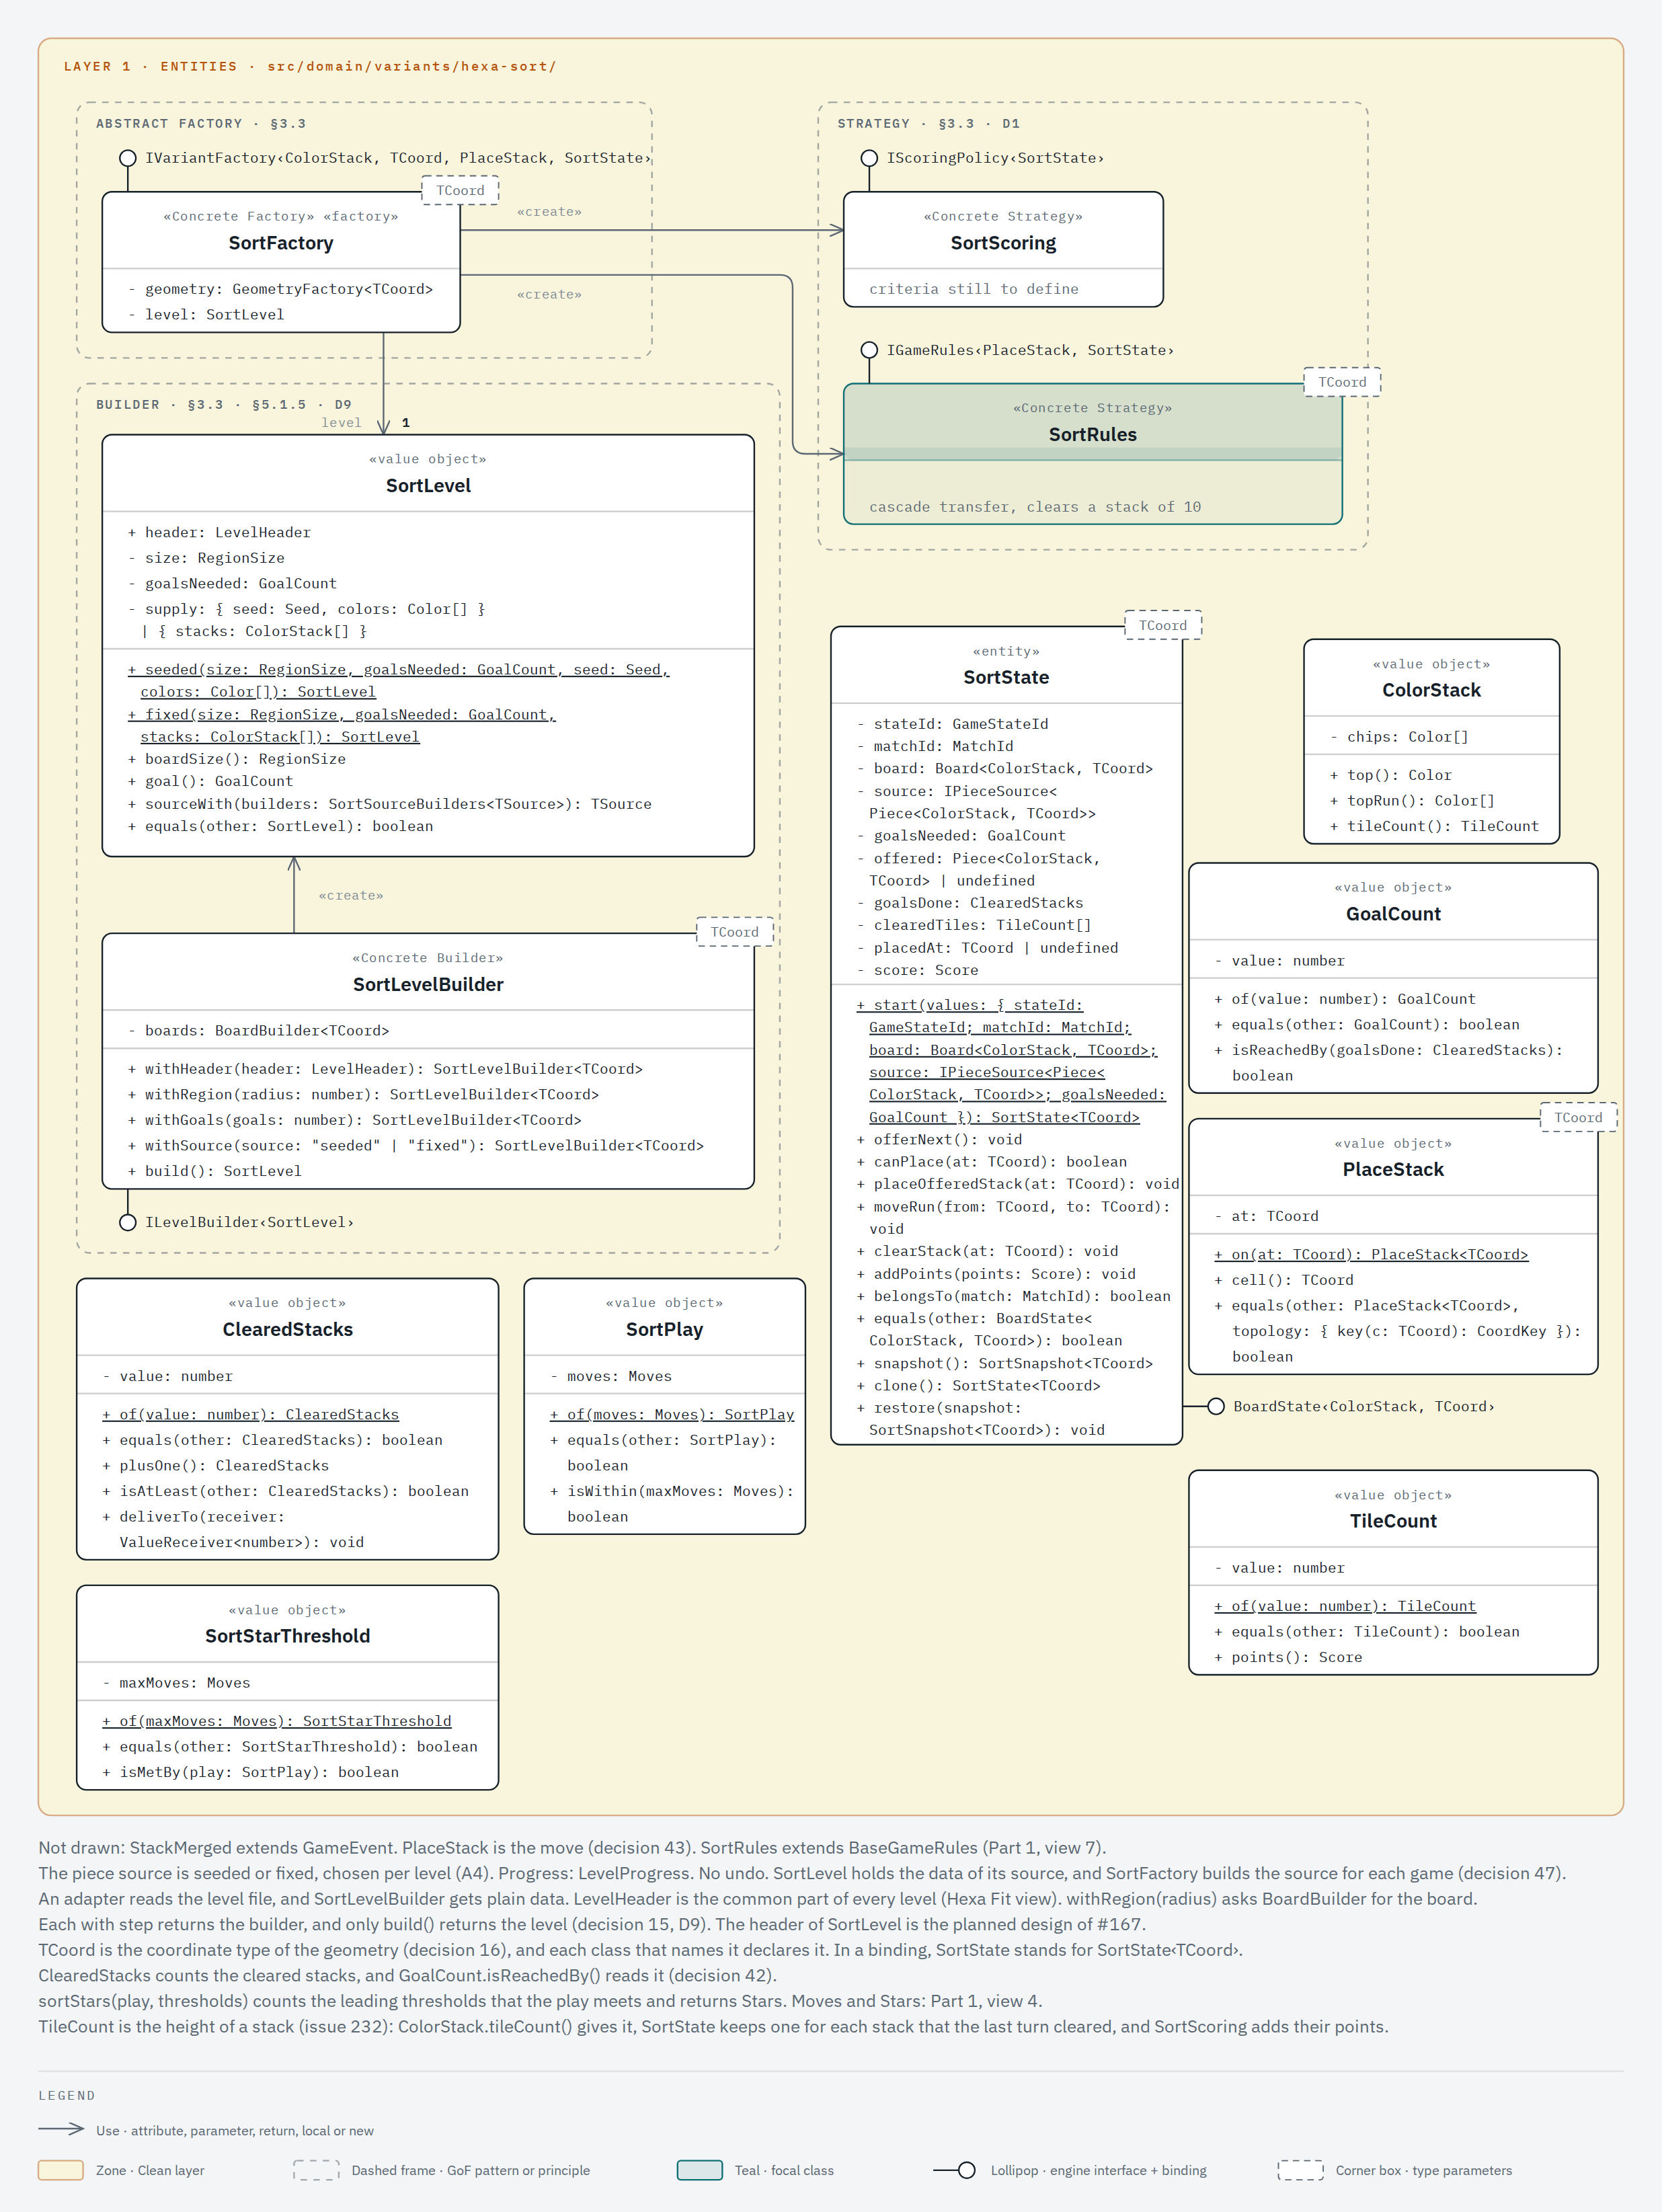 LAYER 1 · ENTITIES · src/domain/variants/hexa-sort/
ABSTRACT FACTORY · §3.3
IVariantFactory‹ColorStack, TCoord, PlaceStack, SortState›
TCoord
«Concrete Factory» «factory»
SortFactory
- geometry: GeometryFactory<TCoord>
- level: SortLevel
«create»
«create»
STRATEGY · §3.3 · D1
IScoringPolicy‹SortState›
«Concrete Strategy»
SortScoring
criteria still to define
IGameRules‹PlaceStack, SortState›
TCoord
«Concrete Strategy»
SortRules
cascade transfer, clears a stack of 10
BUILDER · §3.3 · §5.1.5 · D9
level
1
«value object»
SortLevel
+ header: LevelHeader
- size: RegionSize
- goalsNeeded: GoalCount
- supply: { seed: Seed, colors: Color[] }
| { stacks: ColorStack[] }
+ seeded(size: RegionSize, goalsNeeded: GoalCount, seed: Seed,
colors: Color[]): SortLevel
+ fixed(size: RegionSize, goalsNeeded: GoalCount,
stacks: ColorStack[]): SortLevel
+ boardSize(): RegionSize
+ goal(): GoalCount
+ sourceWith(builders: SortSourceBuilders<TSource>): TSource
+ equals(other: SortLevel): boolean
«create»
TCoord
«Concrete Builder»
SortLevelBuilder
- boards: BoardBuilder<TCoord>
+ withHeader(header: LevelHeader): SortLevelBuilder<TCoord>
+ withRegion(radius: number): SortLevelBuilder<TCoord>
+ withGoals(goals: number): SortLevelBuilder<TCoord>
+ withSource(source: "seeded" | "fixed"): SortLevelBuilder<TCoord>
+ build(): SortLevel
ILevelBuilder‹SortLevel›
TCoord
«entity»
SortState
- stateId: GameStateId
- matchId: MatchId
- board: Board<ColorStack, TCoord>
- source: IPieceSource<
Piece<ColorStack, TCoord>>
- goalsNeeded: GoalCount
- offered: Piece<ColorStack,
TCoord> | undefined
- goalsDone: ClearedStacks
- clearedTiles: TileCount[]
- placedAt: TCoord | undefined
- score: Score
+ start(values: { stateId:
GameStateId; matchId: MatchId;
board: Board<ColorStack, TCoord>;
source: IPieceSource<Piece<
ColorStack, TCoord>>; goalsNeeded:
GoalCount }): SortState<TCoord>
+ offerNext(): void
+ canPlace(at: TCoord): boolean
+ placeOfferedStack(at: TCoord): void
+ moveRun(from: TCoord, to: TCoord):
void
+ clearStack(at: TCoord): void
+ addPoints(points: Score): void
+ belongsTo(match: MatchId): boolean
+ equals(other: BoardState<
ColorStack, TCoord>): boolean
+ snapshot(): SortSnapshot<TCoord>
+ clone(): SortState<TCoord>
+ restore(snapshot:
SortSnapshot<TCoord>): void
«value object»
ColorStack
- chips: Color[]
+ top(): Color
+ topRun(): Color[]
+ tileCount(): TileCount
«value object»
GoalCount
- value: number
+ of(value: number): GoalCount
+ equals(other: GoalCount): boolean
+ isReachedBy(goalsDone: ClearedStacks):
boolean
TCoord
«value object»
PlaceStack
- at: TCoord
+ on(at: TCoord): PlaceStack<TCoord>
+ cell(): TCoord
+ equals(other: PlaceStack<TCoord>,
topology: { key(c: TCoord): CoordKey }):
boolean
BoardState‹ColorStack, TCoord›
«value object»
ClearedStacks
- value: number
+ of(value: number): ClearedStacks
+ equals(other: ClearedStacks): boolean
+ plusOne(): ClearedStacks
+ isAtLeast(other: ClearedStacks): boolean
+ deliverTo(receiver:
ValueReceiver<number>): void
«value object»
SortPlay
- moves: Moves
+ of(moves: Moves): SortPlay
+ equals(other: SortPlay):
boolean
+ isWithin(maxMoves: Moves):
boolean
«value object»
TileCount
- value: number
+ of(value: number): TileCount
+ equals(other: TileCount): boolean
+ points(): Score
«value object»
SortStarThreshold
- maxMoves: Moves
+ of(maxMoves: Moves): SortStarThreshold
+ equals(other: SortStarThreshold): boolean
+ isMetBy(play: SortPlay): boolean
Not drawn: StackMerged extends GameEvent. PlaceStack is the move (decision 43). SortRules extends BaseGameRules (Part 1, view 7).
The piece source is seeded or fixed, chosen per level (A4). Progress: LevelProgress. No undo. SortLevel holds the data of its source, and SortFactory builds the source for each game (decision 47).
An adapter reads the level file, and SortLevelBuilder gets plain data. LevelHeader is the common part of every level (Hexa Fit view). withRegion(radius) asks BoardBuilder for the board.
Each with step returns the builder, and only build() returns the level (decision 15, D9). The header of SortLevel is the planned design of #167.
TCoord is the coordinate type of the geometry (decision 16), and each class that names it declares it. In a binding, SortState stands for SortState‹TCoord›.
ClearedStacks counts the cleared stacks, and GoalCount.isReachedBy() reads it (decision 42).
sortStars(play, thresholds) counts the leading thresholds that the play meets and returns Stars. Moves and Stars: Part 1, view 4.
TileCount is the height of a stack (issue 232): ColorStack.tileCount() gives it, SortState keeps one for each stack that the last turn cleared, and SortScoring adds their points.
LEGEND
Use · attribute, parameter, return, local or new
Zone · Clean layer
Dashed frame · GoF pattern or principle
Teal · focal class
Lollipop · engine interface + binding
Corner box · type parameters